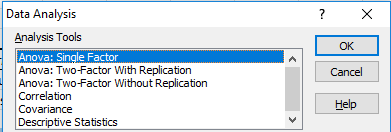 Data Analysis
Analysis Tools
Anova: Single Factor
Anova: Two-Factor With Replication
Anova: Two-Factor Without Replication
Correlation
Covariance
Descriptive Statistics
OK
Cancel
Help